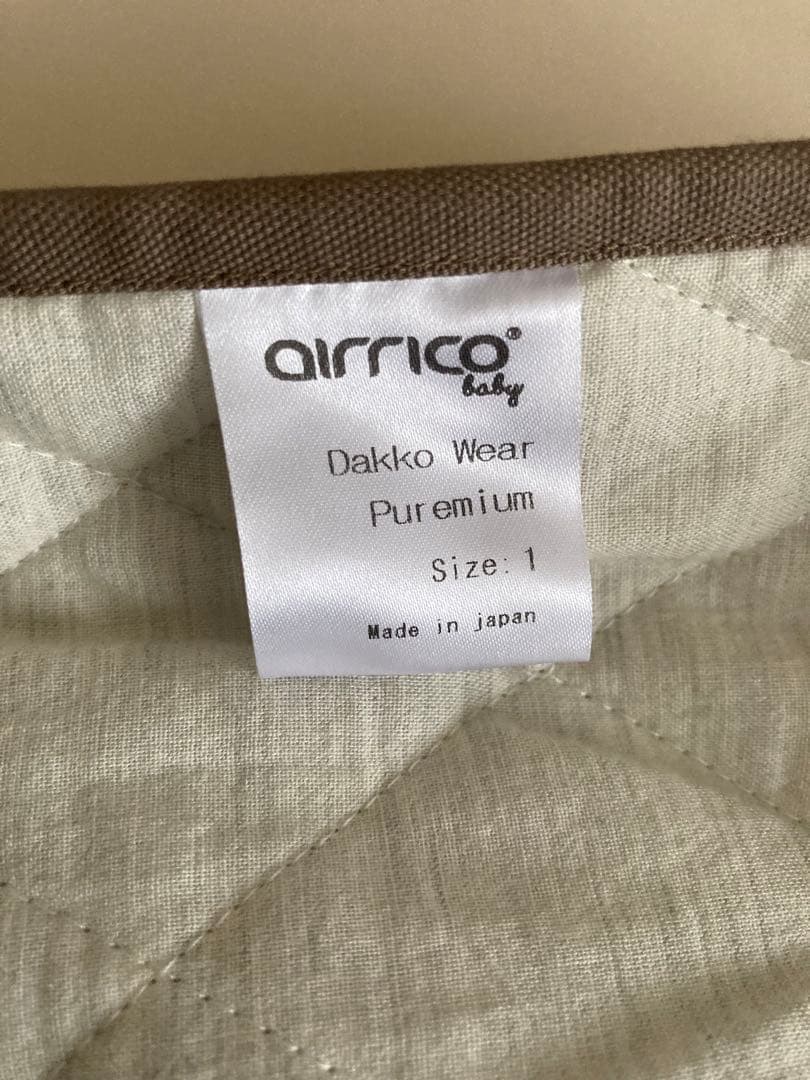 airrico®
baby
Dakko Wear
Puremium
Size: 1
Made in japan